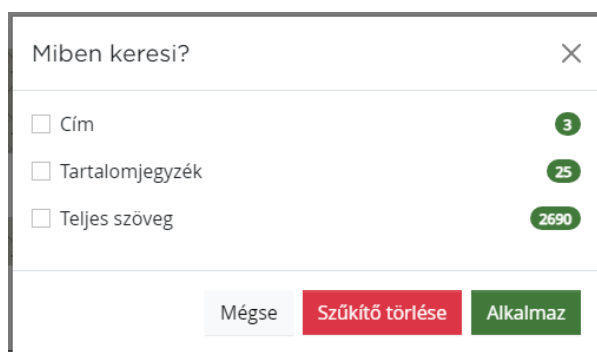 Miben keresi?
Cím 3
Tartalomjegyzék 25
Teljes szöveg 2690
Mégse Szűkítő törlése Alkalmaz